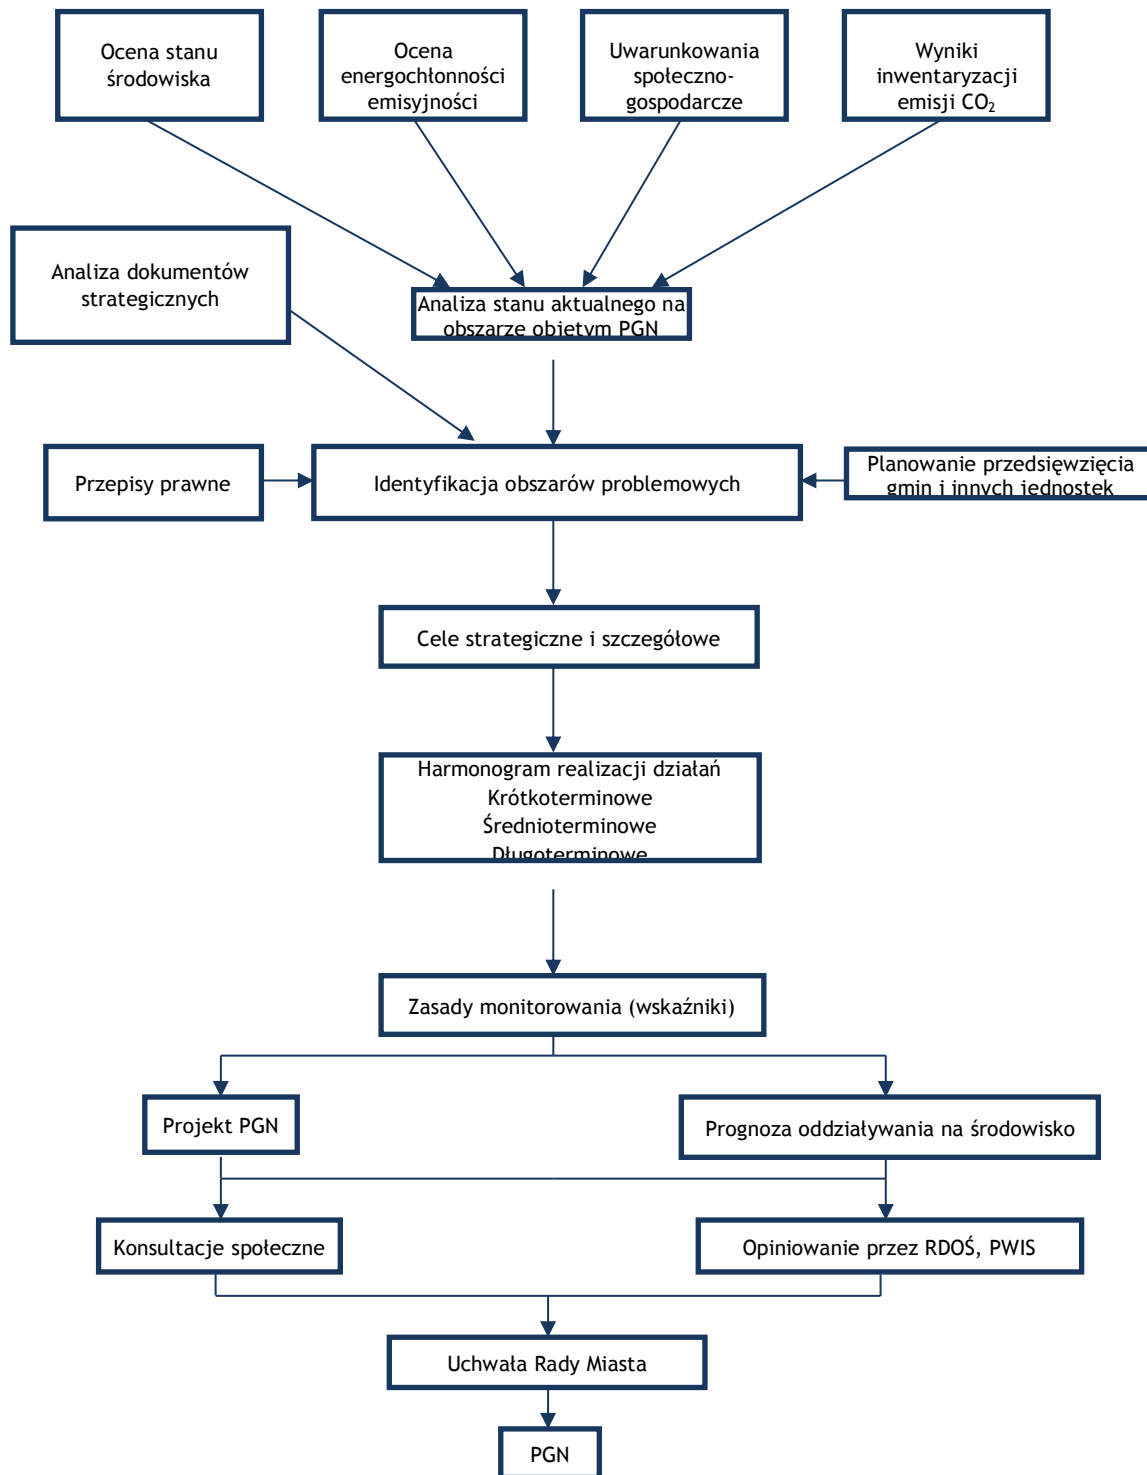 Ocena stanu
środowiska
Ocena
energochłonności
emisyjności
Uwarunkowania
społeczno-
gospodarcze
Wyniki
inwentaryzacji
emisji CO₂
Analiza dokumentów
strategicznych
Analiza stanu aktualnego na
obszarze objętym PGN
Przepisy prawne
Identyfikacja obszarów problemowych
Planowanie przedsięwzięcia
gmin i innych jednostek
Cele strategiczne i szczegółowe
Harmonogram realizacji działań
Krótkoterminowe
Średnioterminowe
Długoterminowe
Zasady monitorowania (wskaźniki)
Projekt PGN
Prognoza oddziaływania na środowisko
Konsultacje społeczne
Opiniowanie przez RDOŚ, PWIS
Uchwała Rady Miasta
PGN